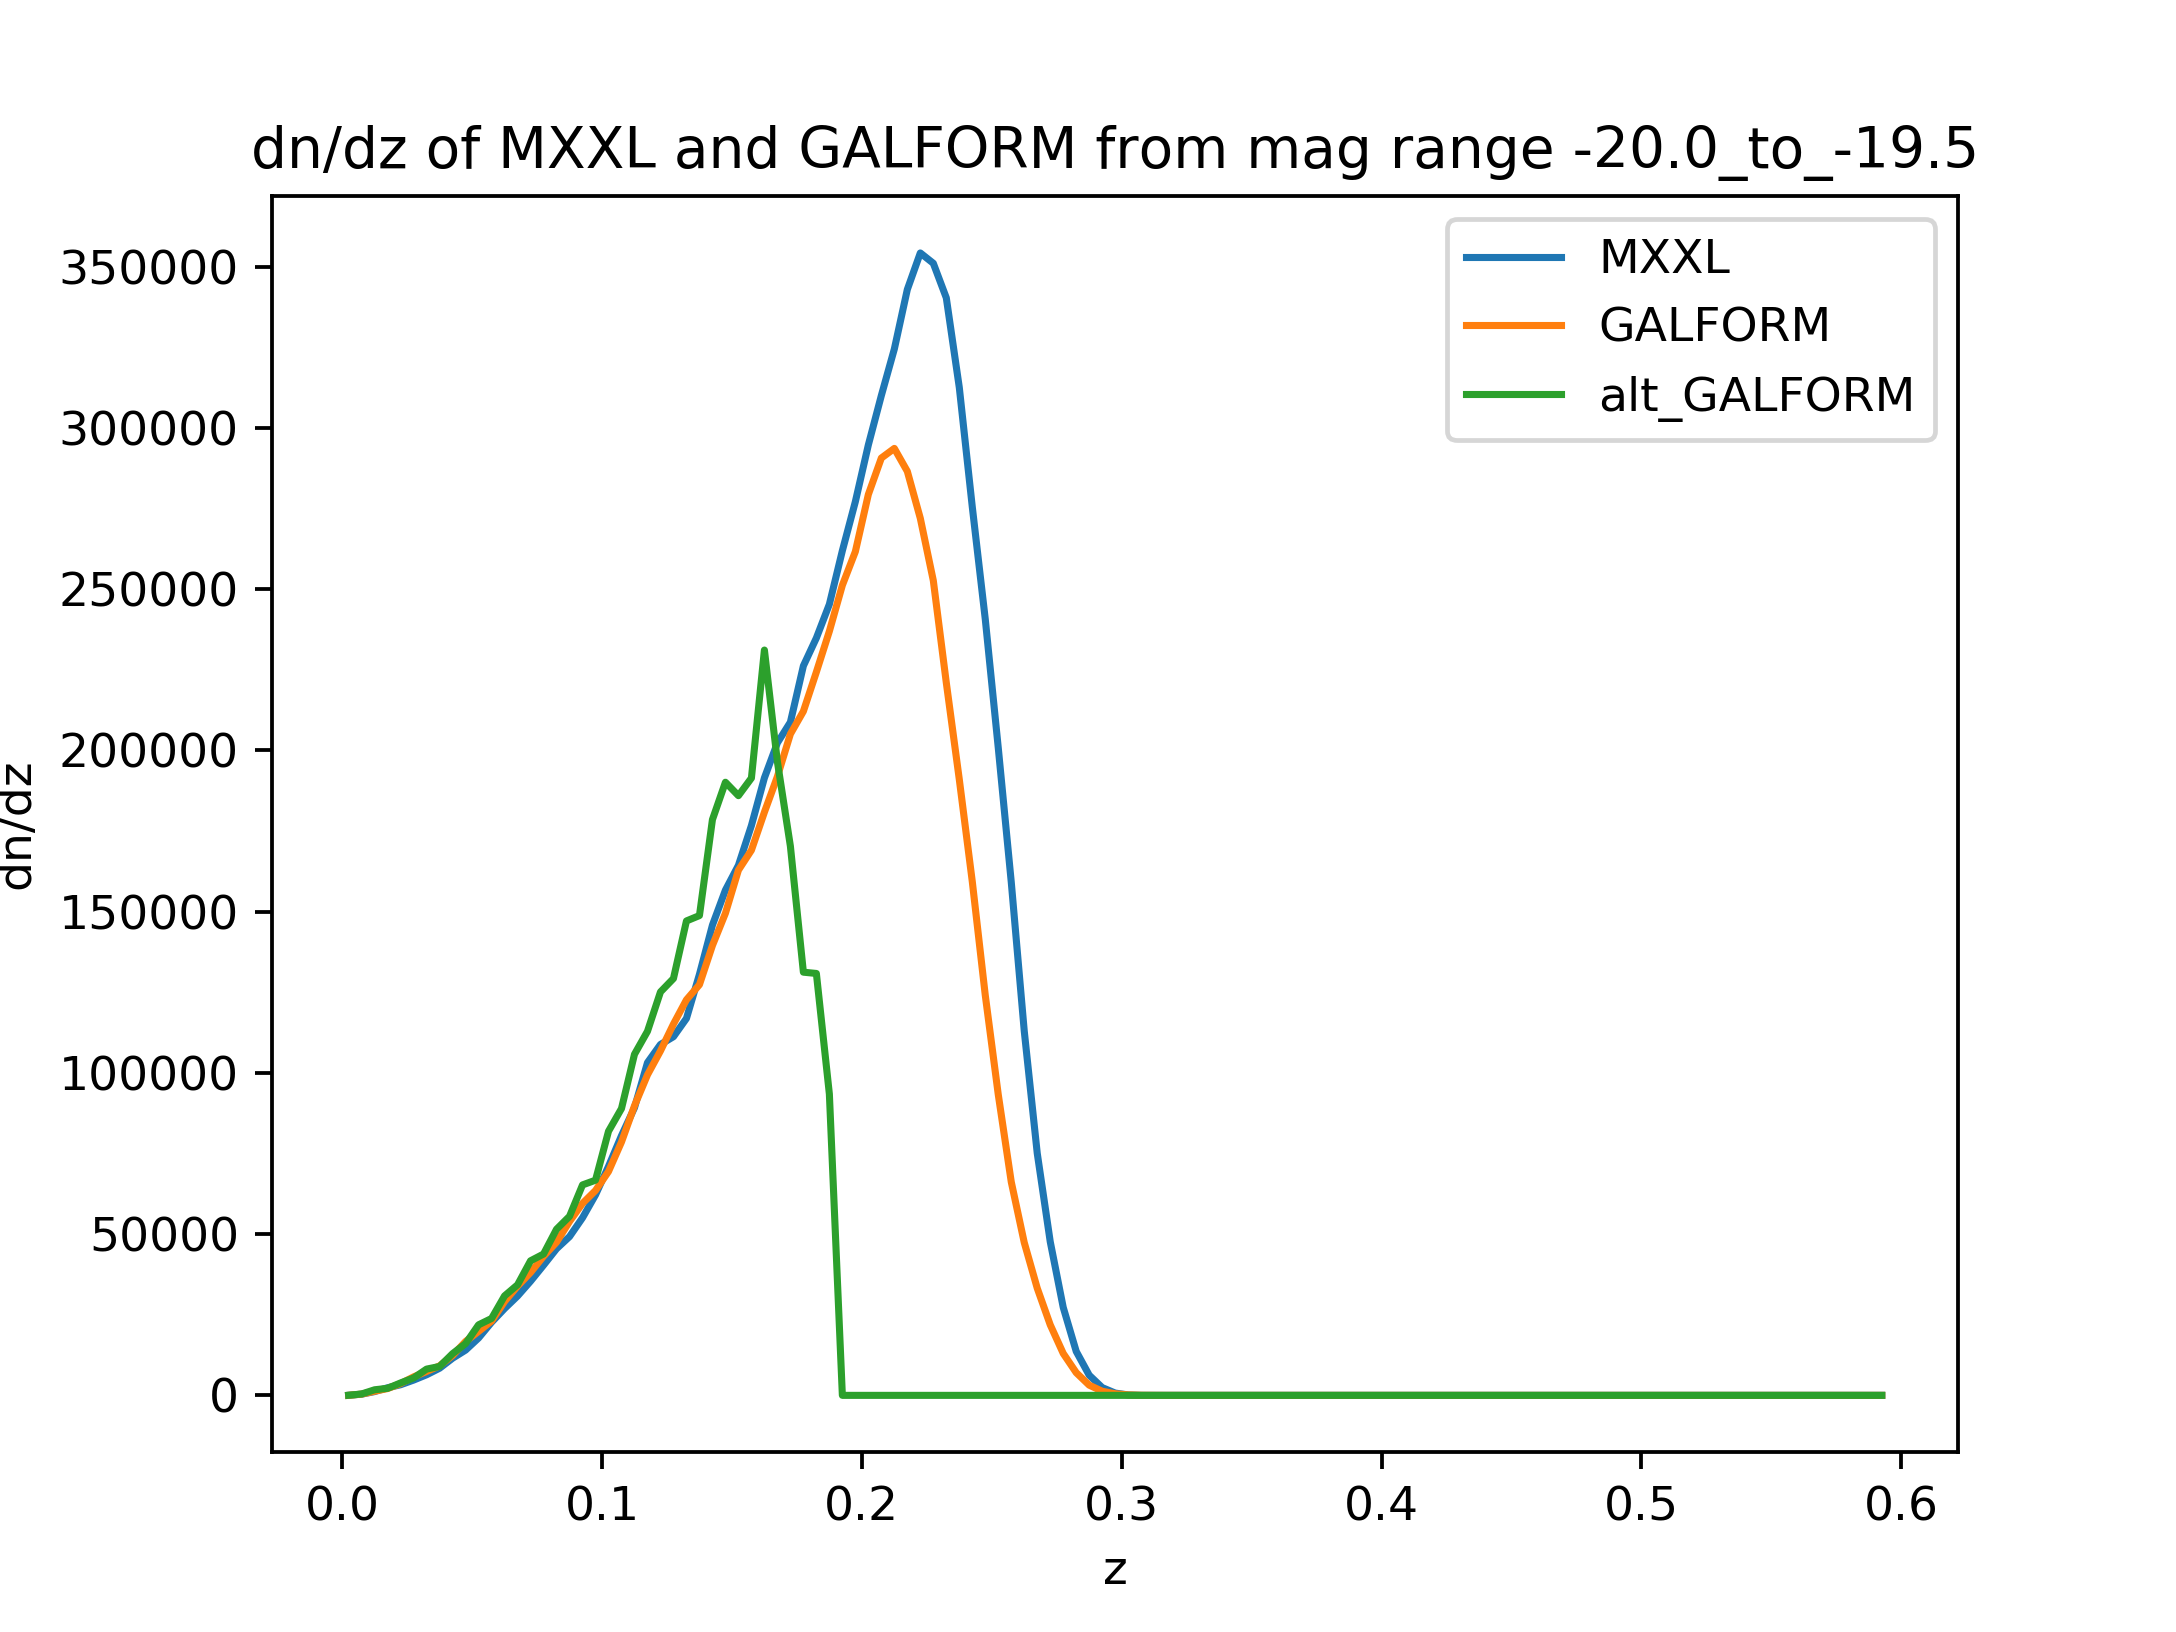 dn/dz of MXXL and GALFORM from mag range -20.0_to_-19.5
MXXL
GALFORM
alt_GALFORM
dn/dz
350000
300000
250000
200000
150000
100000
50000
0
0.0 0.1 0.2 0.3 0.4 0.5 0.6
z